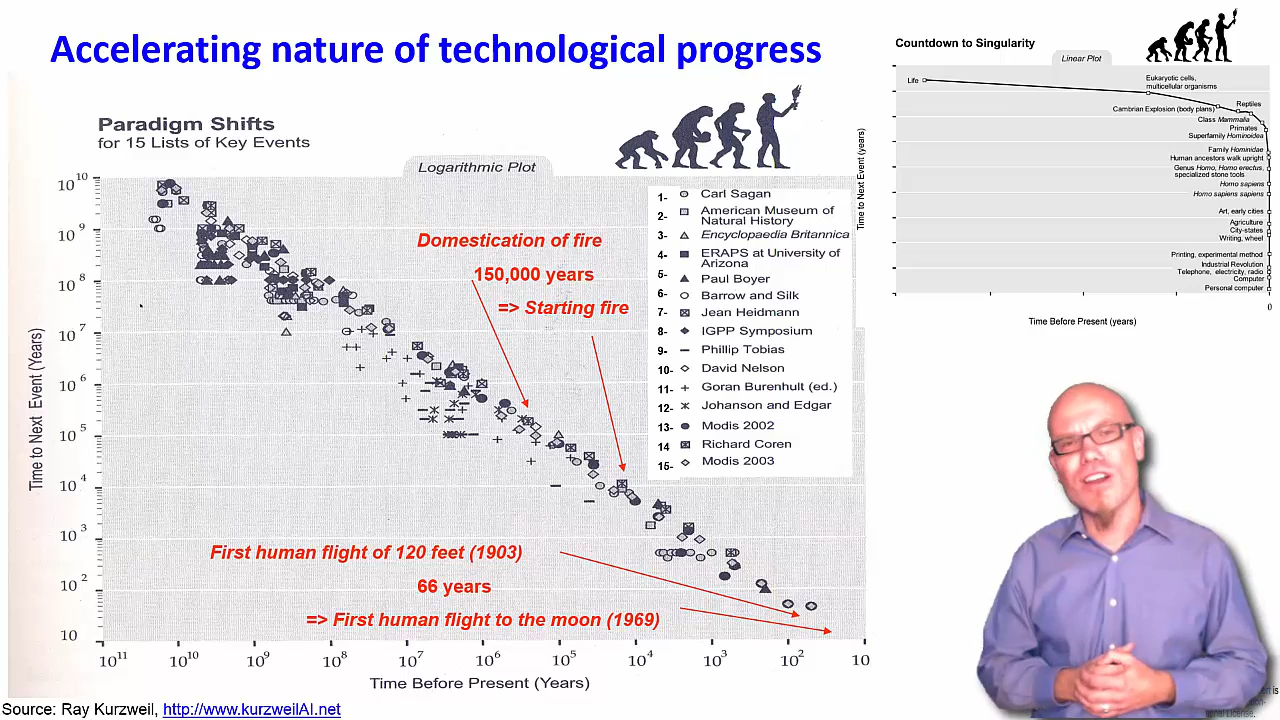 Accelerating nature of technological progress
Paradigm Shifts
for 15 Lists of Key Events
Logarithmic Plot
Time to Next Event (Years)
10^10
10^9
10^8
10^7
10^6
10^5
10^4
10^3
10^2
10
Domestication of fire
150,000 years
=> Starting fire
First human flight of 120 feet (1903)
66 years
=> First human flight to the moon (1969)
1- Carl Sagan
2- American Museum of
Natural History
3- Encyclopaedia Britannica
4- ERAPS at University of
Arizona
5- Paul Boyer
6- Barrow and Silk
7- Jean Heidmann
8- IGPP Symposium
9- Phillip Tobias
10- David Nelson
11- Goran Burenhult (ed.)
12- Johanson and Edgar
13- Modis 2002
14 Richard Coren
15- Modis 2003
10^11 10^10 10^9 10^8 10^7 10^6 10^5 10^4 10^3 10^2 10
Time Before Present (Years)
Source: Ray Kurzweil, http://www.kurzweilAI.net
Countdown to Singularity
Linear Plot
Time to Next Event (years)
Life
Eukaryotic cells,
multicellular organisms
Reptiles
Cambrian Explosion (body plans)
Class Mammalia
Primates
Superfamily Hominoidea
Family Hominidae
Human ancestors walk upright
Genus Homo, Homo erectus,
specialized stone tools
Homo sapiens
Homo sapiens sapiens
Art, early cities
Agriculture
City-states
Writing, wheel
Printing, experimental method
Industrial Revolution
Telephone, electricity, radio
Computer
Personal computer
0
Time Before Present (years)
is
License.